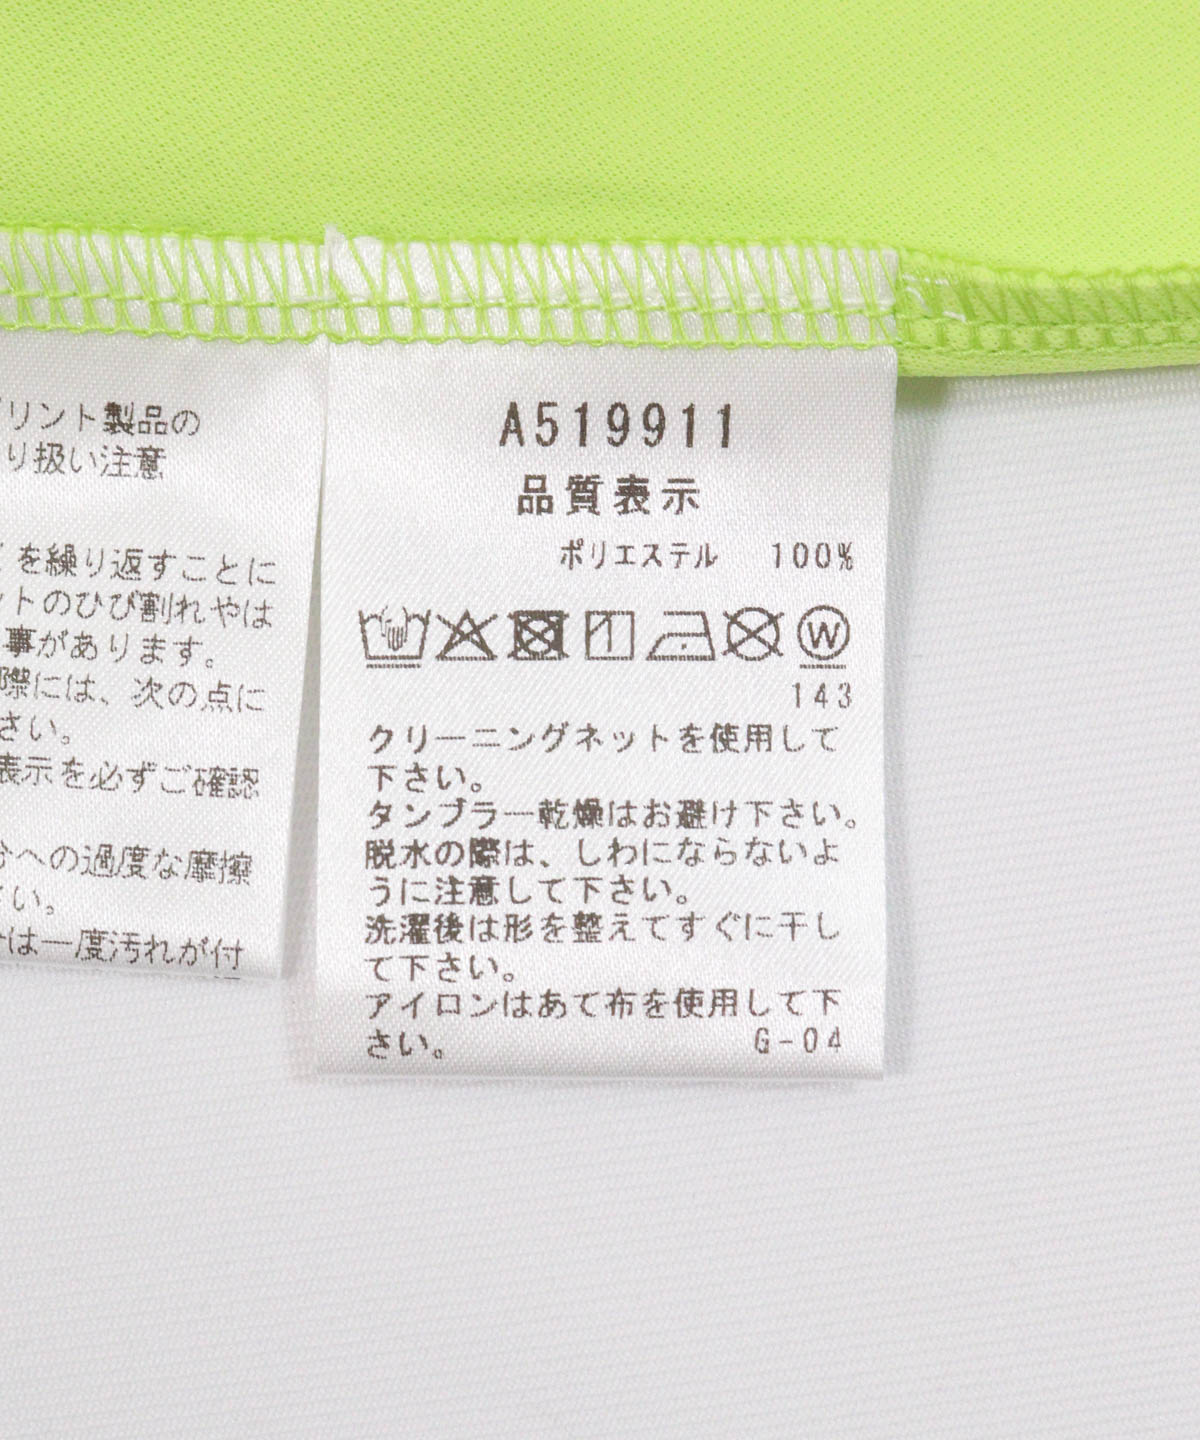 リント製品の
り扱い注意
を繰り返すことに
ットのひび割れやは
事があります。
際には、次の点に
さい。
表示を必ずご確認
分への過度な摩擦
さい。
は一度汚れが付
A519911
品質表示
ポリエステル 100%
W
143
クリーニングネットを使用して
下さい。
タンブラー乾燥はお避け下さい。
脱水の際は、しわにならないよ
うに注意して下さい。
洗濯後は形を整えてすぐに干し
て下さい。
アイロンはあて布を使用して下
さい。 G-04